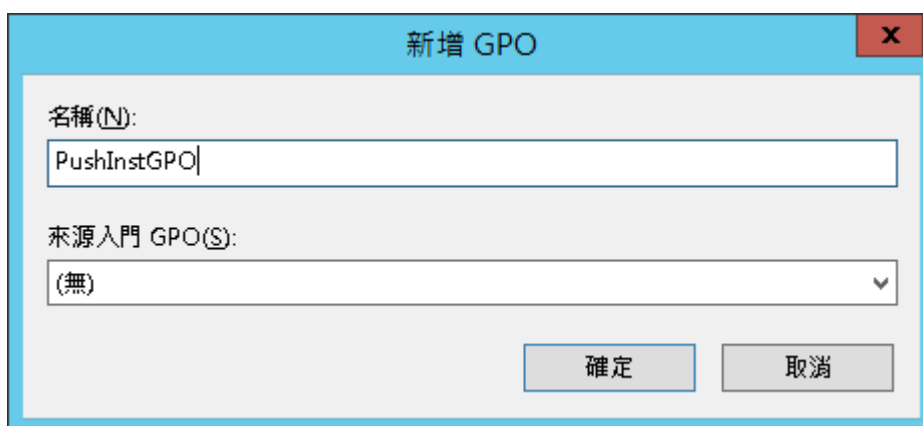 新增 GPO
x
名稱(N):
PushInstGPO
來源入門 GPO(S):
(無)
確定
取消